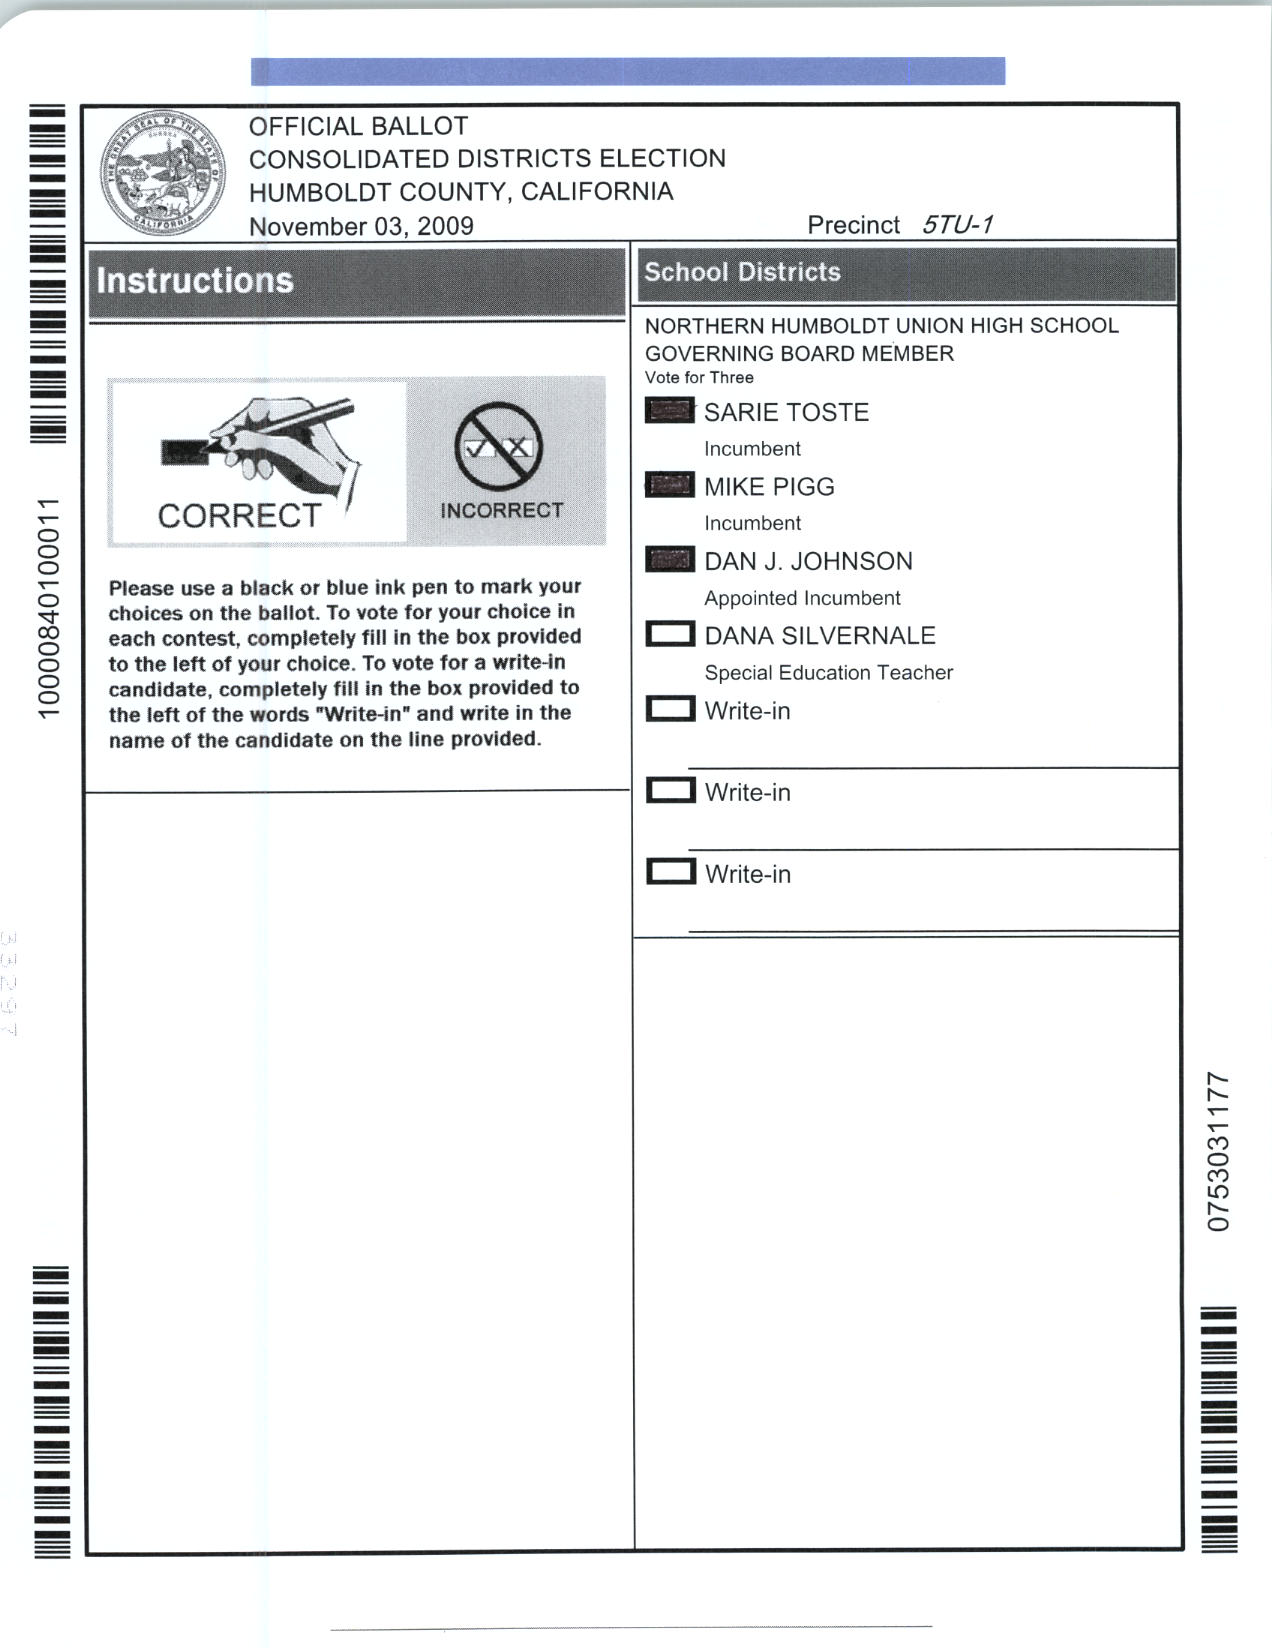 OFFICIAL BALLOT
CONSOLIDATED DISTRICTS ELECTION
HUMBOLDT COUNTY, CALIFORNIA
November 03, 2009
Precinct 5TU-1
THE GREAT SEAL OF THE STATE OF CALIFORNIA
EUREKA
Instructions
CORRECT
INCORRECT
Please use a black or blue ink pen to mark your
choices on the ballot. To vote for your choice in
each contest, completely fill in the box provided
to the left of your choice. To vote for a write-in
candidate, completely fill in the box provided to
the left of the words "Write-in" and write in the
name of the candidate on the line provided.
School Districts
NORTHERN HUMBOLDT UNION HIGH SCHOOL
GOVERNING BOARD MEMBER
Vote for Three
SARIE TOSTE
Incumbent
MIKE PIGG
Incumbent
DAN J. JOHNSON
Appointed Incumbent
DANA SILVERNALE
Special Education Teacher
Write-in
Write-in
Write-in
10000840100011
0753031177